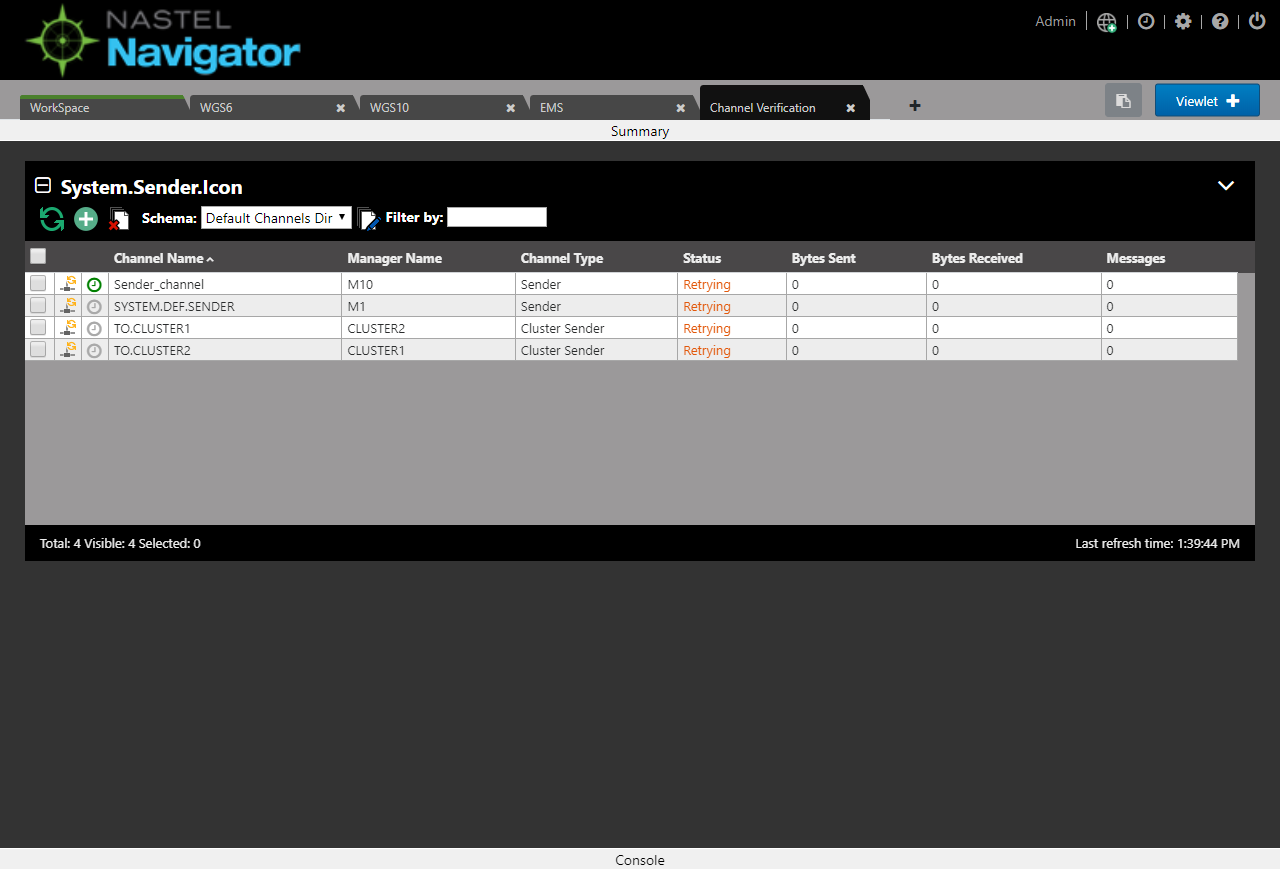 NASTEL
Navigator
Admin
WorkSpace WGS6 WGS10 EMS Channel Verification Viewlet
Summary
System.Sender.Icon
Schema: Default Channels Dir Filter by:
Channel Name Manager Name Channel Type Status Bytes Sent Bytes Received Messages
Sender_channel M10 Sender Retrying 0 0 0
SYSTEM.DEF.SENDER M1 Sender Retrying 0 0 0
TO.CLUSTER1 CLUSTER2 Cluster Sender Retrying 0 0 0
TO.CLUSTER2 CLUSTER1 Cluster Sender Retrying 0 0 0
Total: 4 Visible: 4 Selected: 0 Last refresh time: 1:39:44 PM
Console